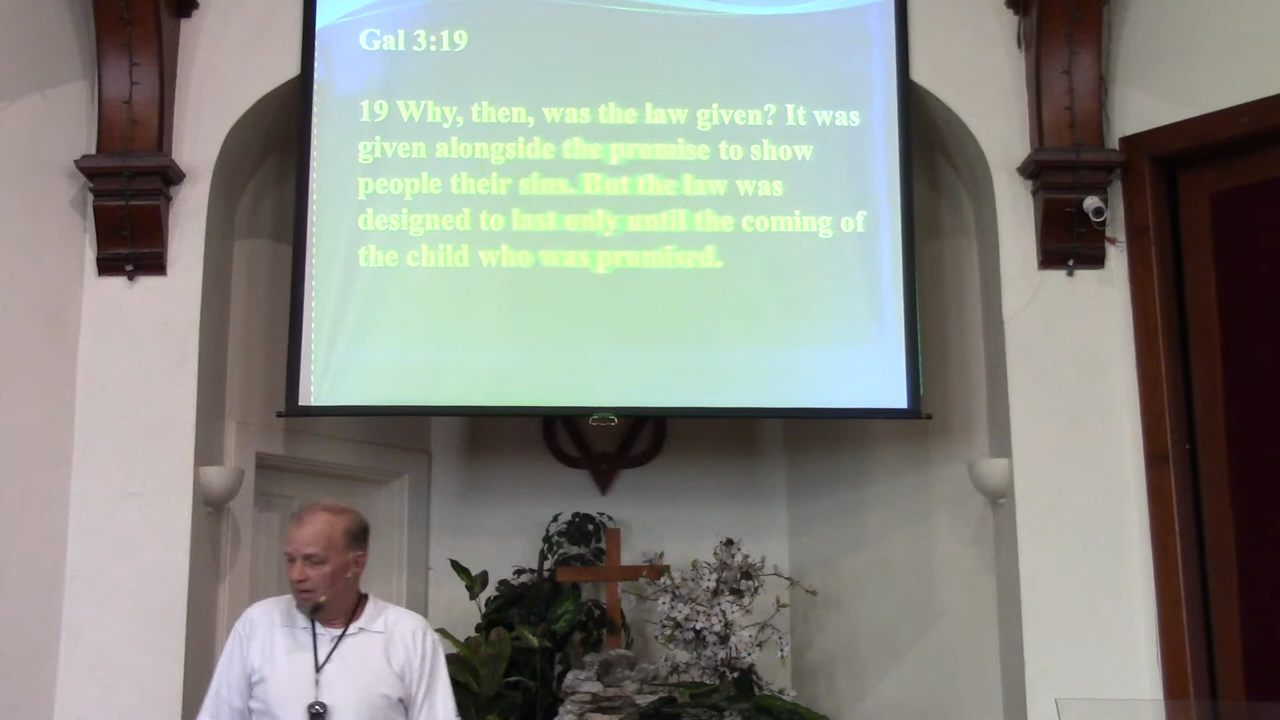 Gal 3:19
19 Why, then, was the law given? It was
given alongside the promise to show
people their sins. But the law was
designed to last only until the coming of
the child who was promised.